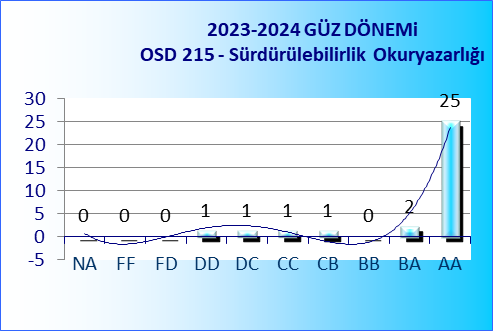 2023-2024 GÜZ DÖNEMi
OSD 215 - Sürdürülebilirlik Okuryazarlığı
30
25
20
15
10
5
0
-5
0 0 0 1 1 1 1 0 2 25
NA FF FD DD DC CC CB BB BA AA